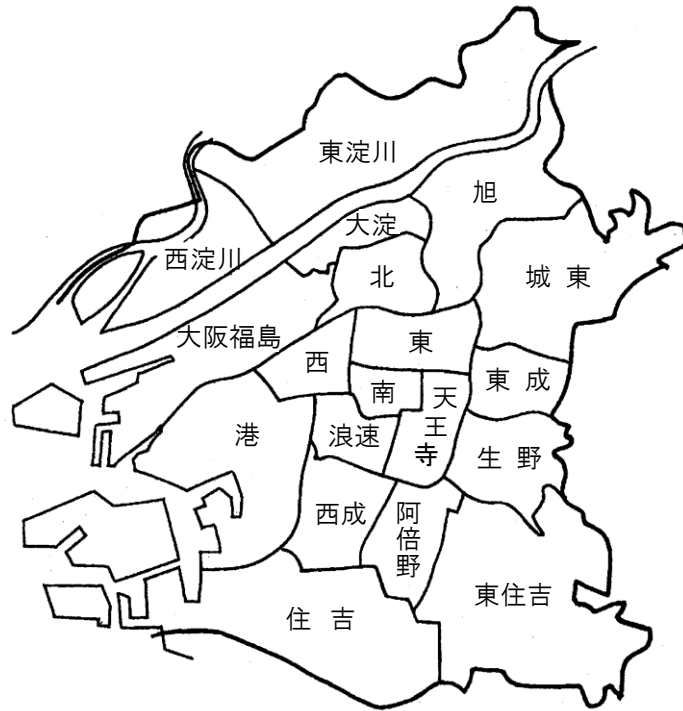 東淀川
旭
大淀
西淀川
北
城東
大阪福島
東
西
東成
南
天王寺
港
浪速
生野
西成
阿倍野
東住吉
住吉